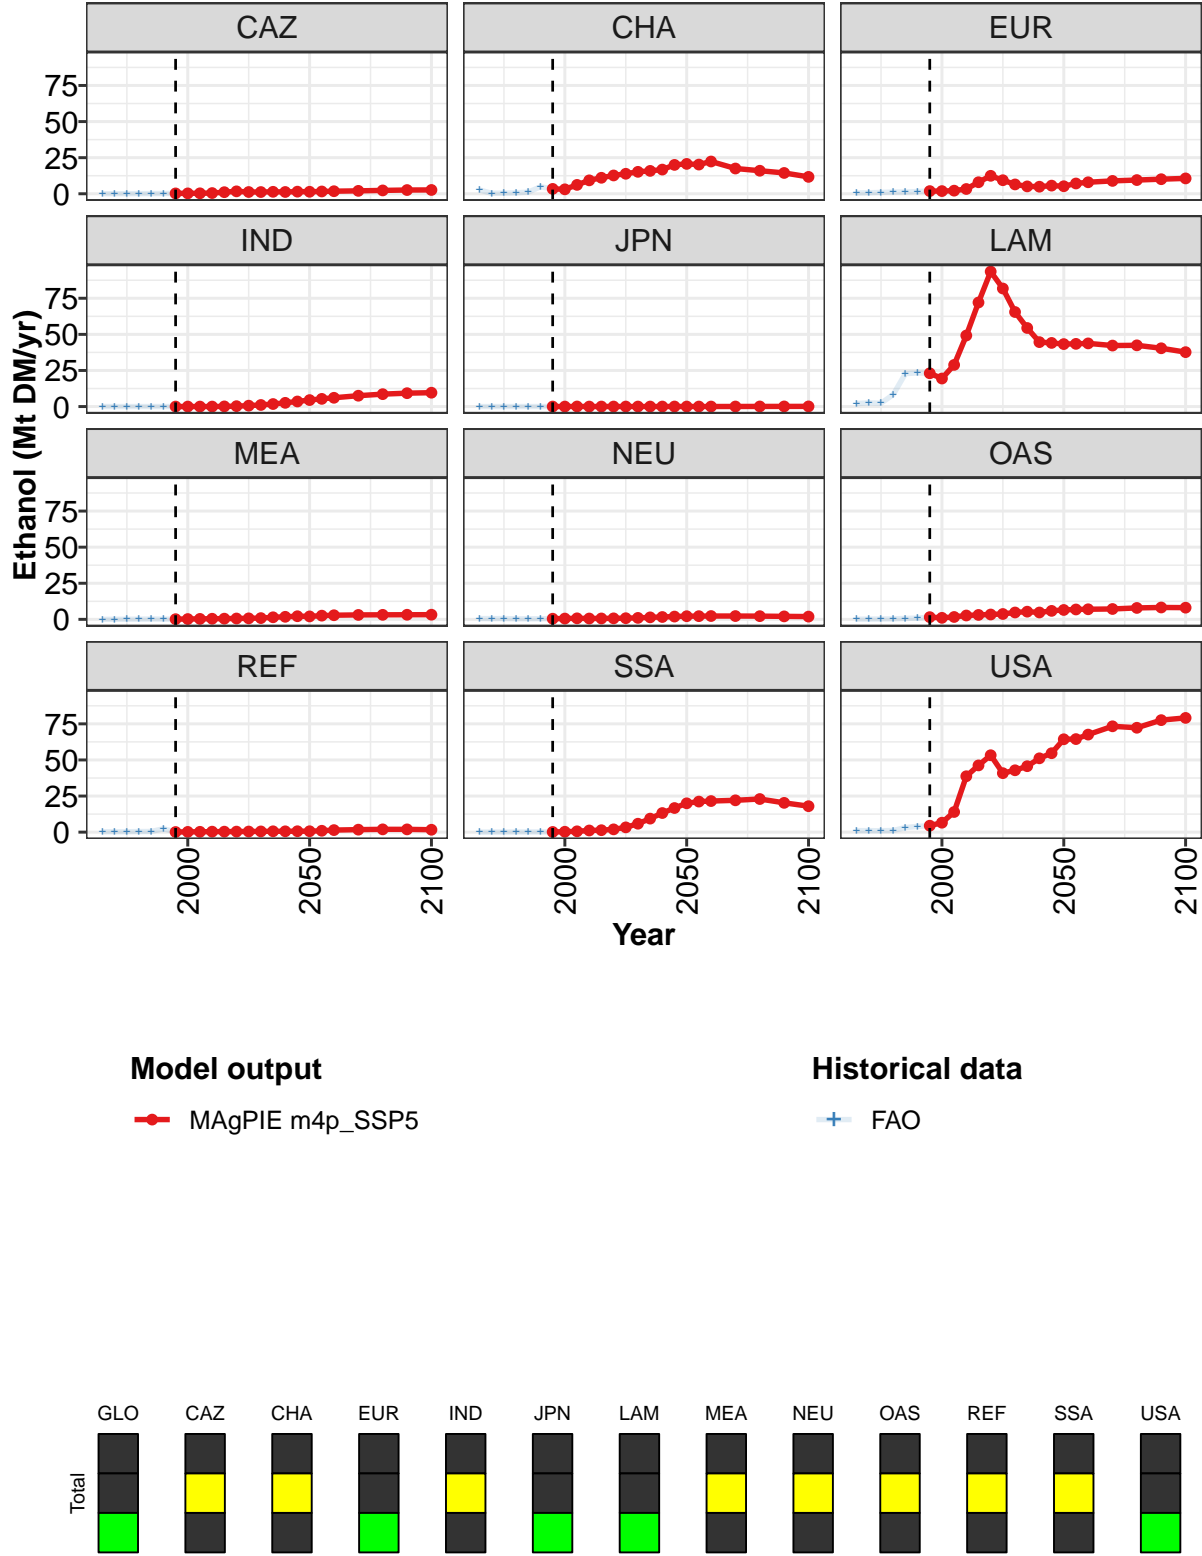 CAZ CHA EUR
75
50
25
0
IND JPN LAM
75
50
25
0
MEA NEU OAS
75
50
25
0
REF SSA USA
75
50
25
0
Ethanol (Mt DM/yr)
2000 2050 2100 2000 2050 2100 2000 2050 2100
Year
Model output Historical data
MAgPIE m4p_SSP5 FAO
GLO CAZ CHA EUR IND JPN LAM MEA NEU OAS REF SSA USA
Total